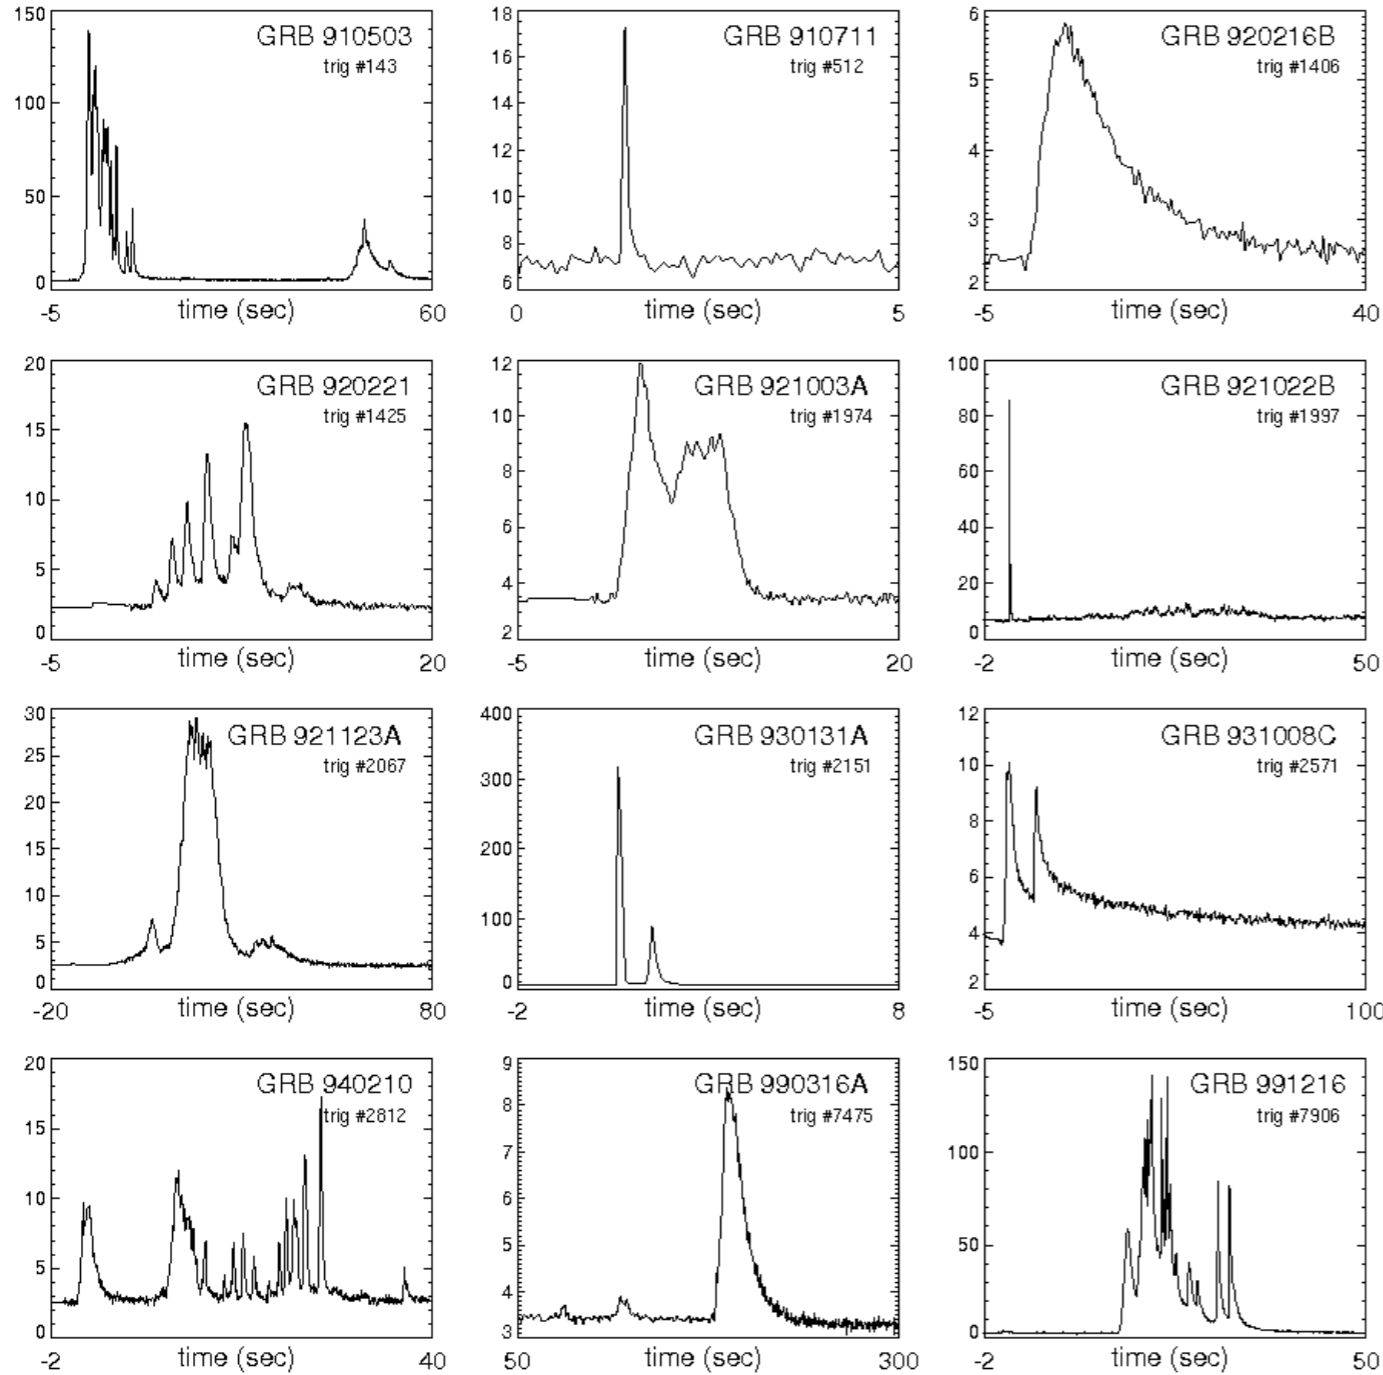 150
100
50
0
GRB 910503
trig #143
-5
time (sec)
60
18
16
14
12
10
8
6
GRB 910711
trig #512
0
time (sec)
5
6
5
4
3
2
GRB 920216B
trig #1406
-5
time (sec)
40
20
15
10
5
0
GRB 920221
trig #1425
-5
time (sec)
20
12
10
8
6
4
2
GRB 921003A
trig #1974
-5
time (sec)
20
100
80
60
40
20
0
GRB 921022B
trig #1997
-2
time (sec)
50
30
25
20
15
10
5
0
GRB 921123A
trig #2067
-20
time (sec)
80
400
300
200
100
0
GRB 930131A
trig #2151
-2
time (sec)
8
12
10
8
6
4
2
GRB 931008C
trig #2571
-5
time (sec)
100
20
15
10
5
0
GRB 940210
trig #2812
-2
time (sec)
40
9
8
7
6
5
4
3
GRB 990316A
trig #7475
50
time (sec)
300
150
100
50
0
GRB 991216
trig #7906
-2
time (sec)
50